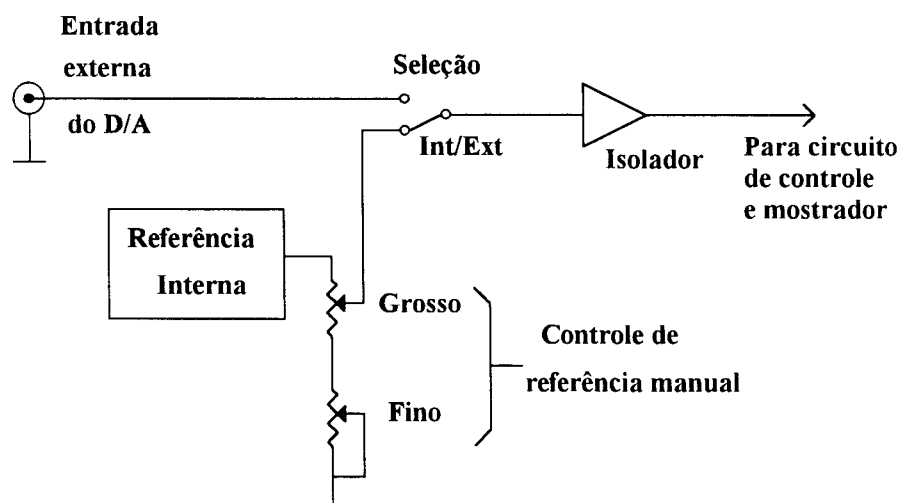 Entrada
externa
do D/A
Seleção
Int/Ext
Isolador
Para circuito
de controle
e mostrador
Referência
Interna
Grosso
Fino
Controle de
referência manual